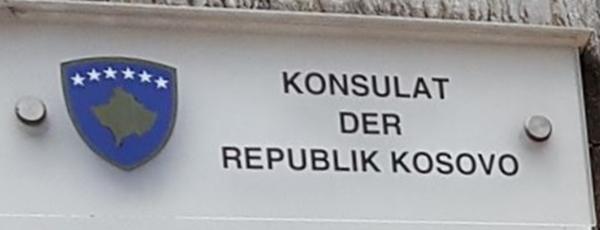 KONSULAT
DER
REPUBLIK KOSOVO